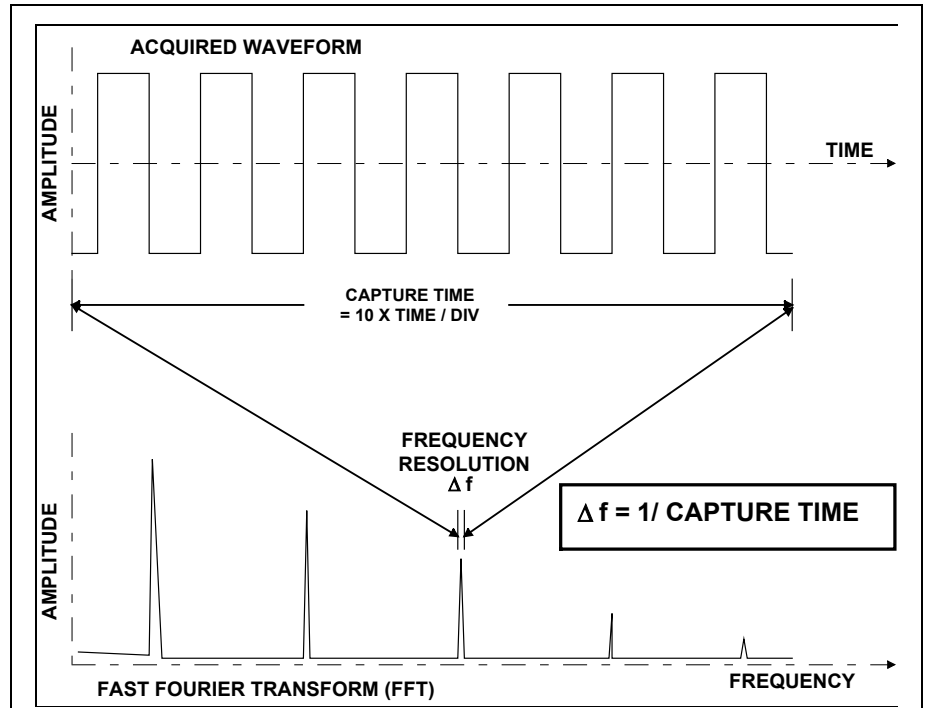 ACQUIRED WAVEFORM
AMPLITUDE
TIME
CAPTURE TIME
= 10 X TIME / DIV
FREQUENCY
RESOLUTION
Δ f
Δ f = 1/ CAPTURE TIME
AMPLITUDE
FREQUENCY
FAST FOURIER TRANSFORM (FFT)